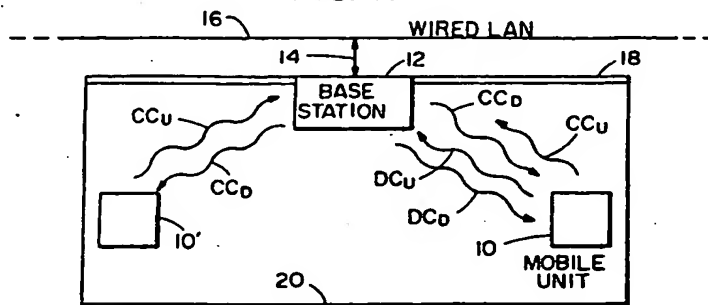 16
WIRED LAN
14
12
18
BASE
STATION
CCU
CCD
CCD
CCU
DCU
DCD
10'
10
MOBILE
UNIT
20